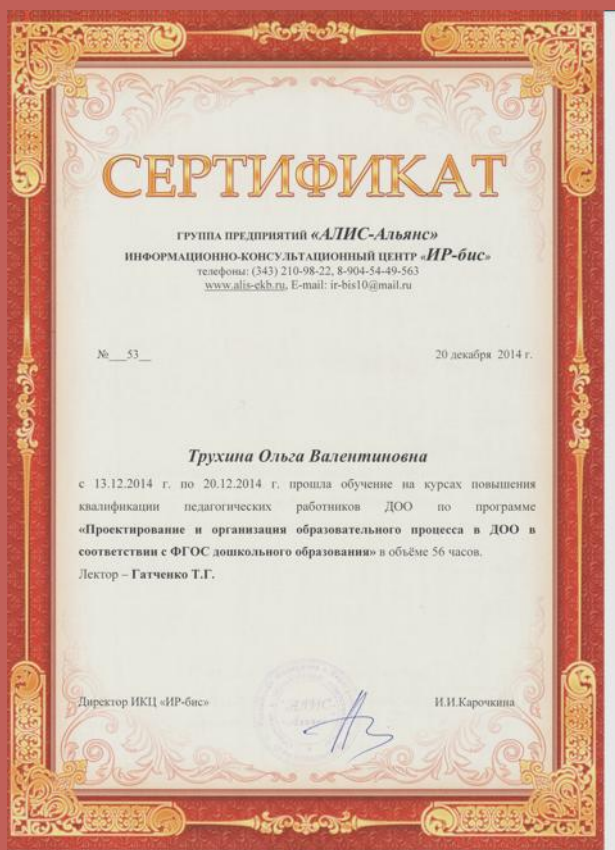 СЕРТИФИКАТ
ГРУППА ПРЕДПРИЯТИЙ «АЛИС-Альянс»
ИНФОРМАЦИОННО-КОНСУЛЬТАЦИОННЫЙ ЦЕНТР «ИР-бис»
телефоны: (343) 210-98-22, 8-904-54-49-563
www.alis-ekb.ru, E-mail: ir-bis10@mail.ru
№___53__ 20 декабря 2014 г.
Трухина Ольга Валентиновна
с 13.12.2014 г. по 20.12.2014 г. прошла обучение на курсах повышения
квалификации педагогических работников ДОО по программе
«Проектирование и организация образовательного процесса в ДОО в
соответствии с ФГОС дошкольного образования» в объёме 56 часов.
Лектор – Гатченко Т.Г.
Директор ИКЦ «ИР-бис» И.И.Карочкина